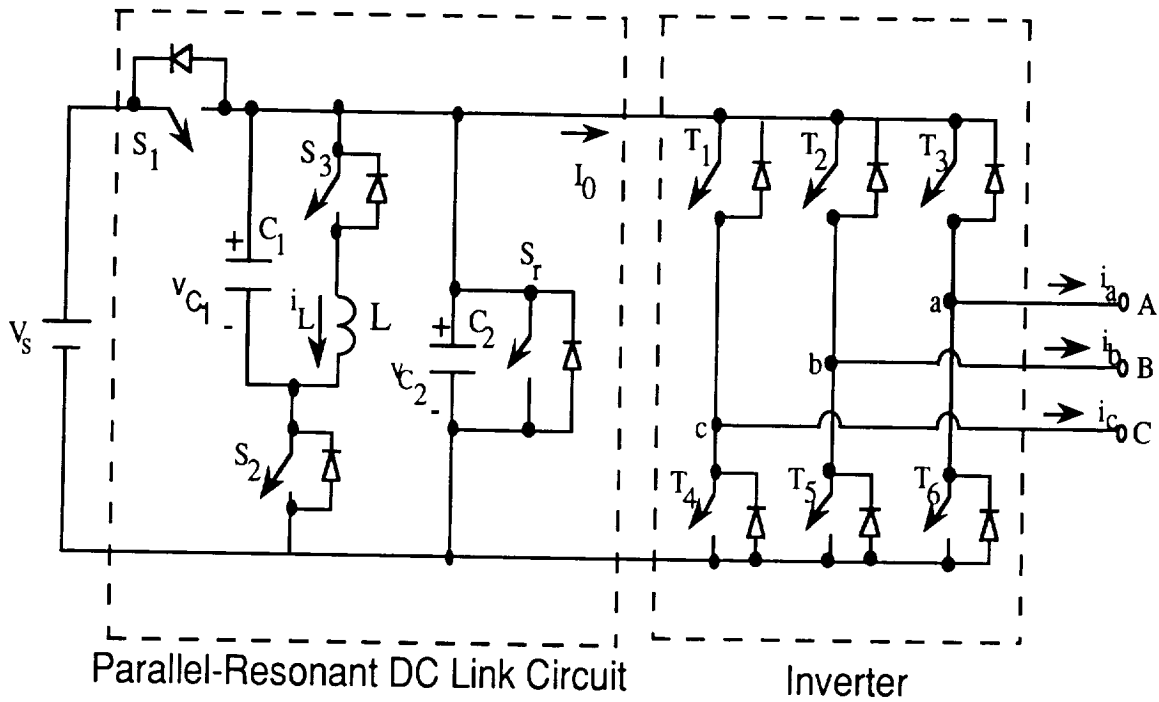 S1
S3
C1
+
vC1
-
iL
L
S2
Vs
I0
Sr
+
C2
vC2
-
T1
T2
T3
a
b
c
ia
A
ib
B
ic
C
T4
T5
T6
Parallel-Resonant DC Link Circuit
Inverter